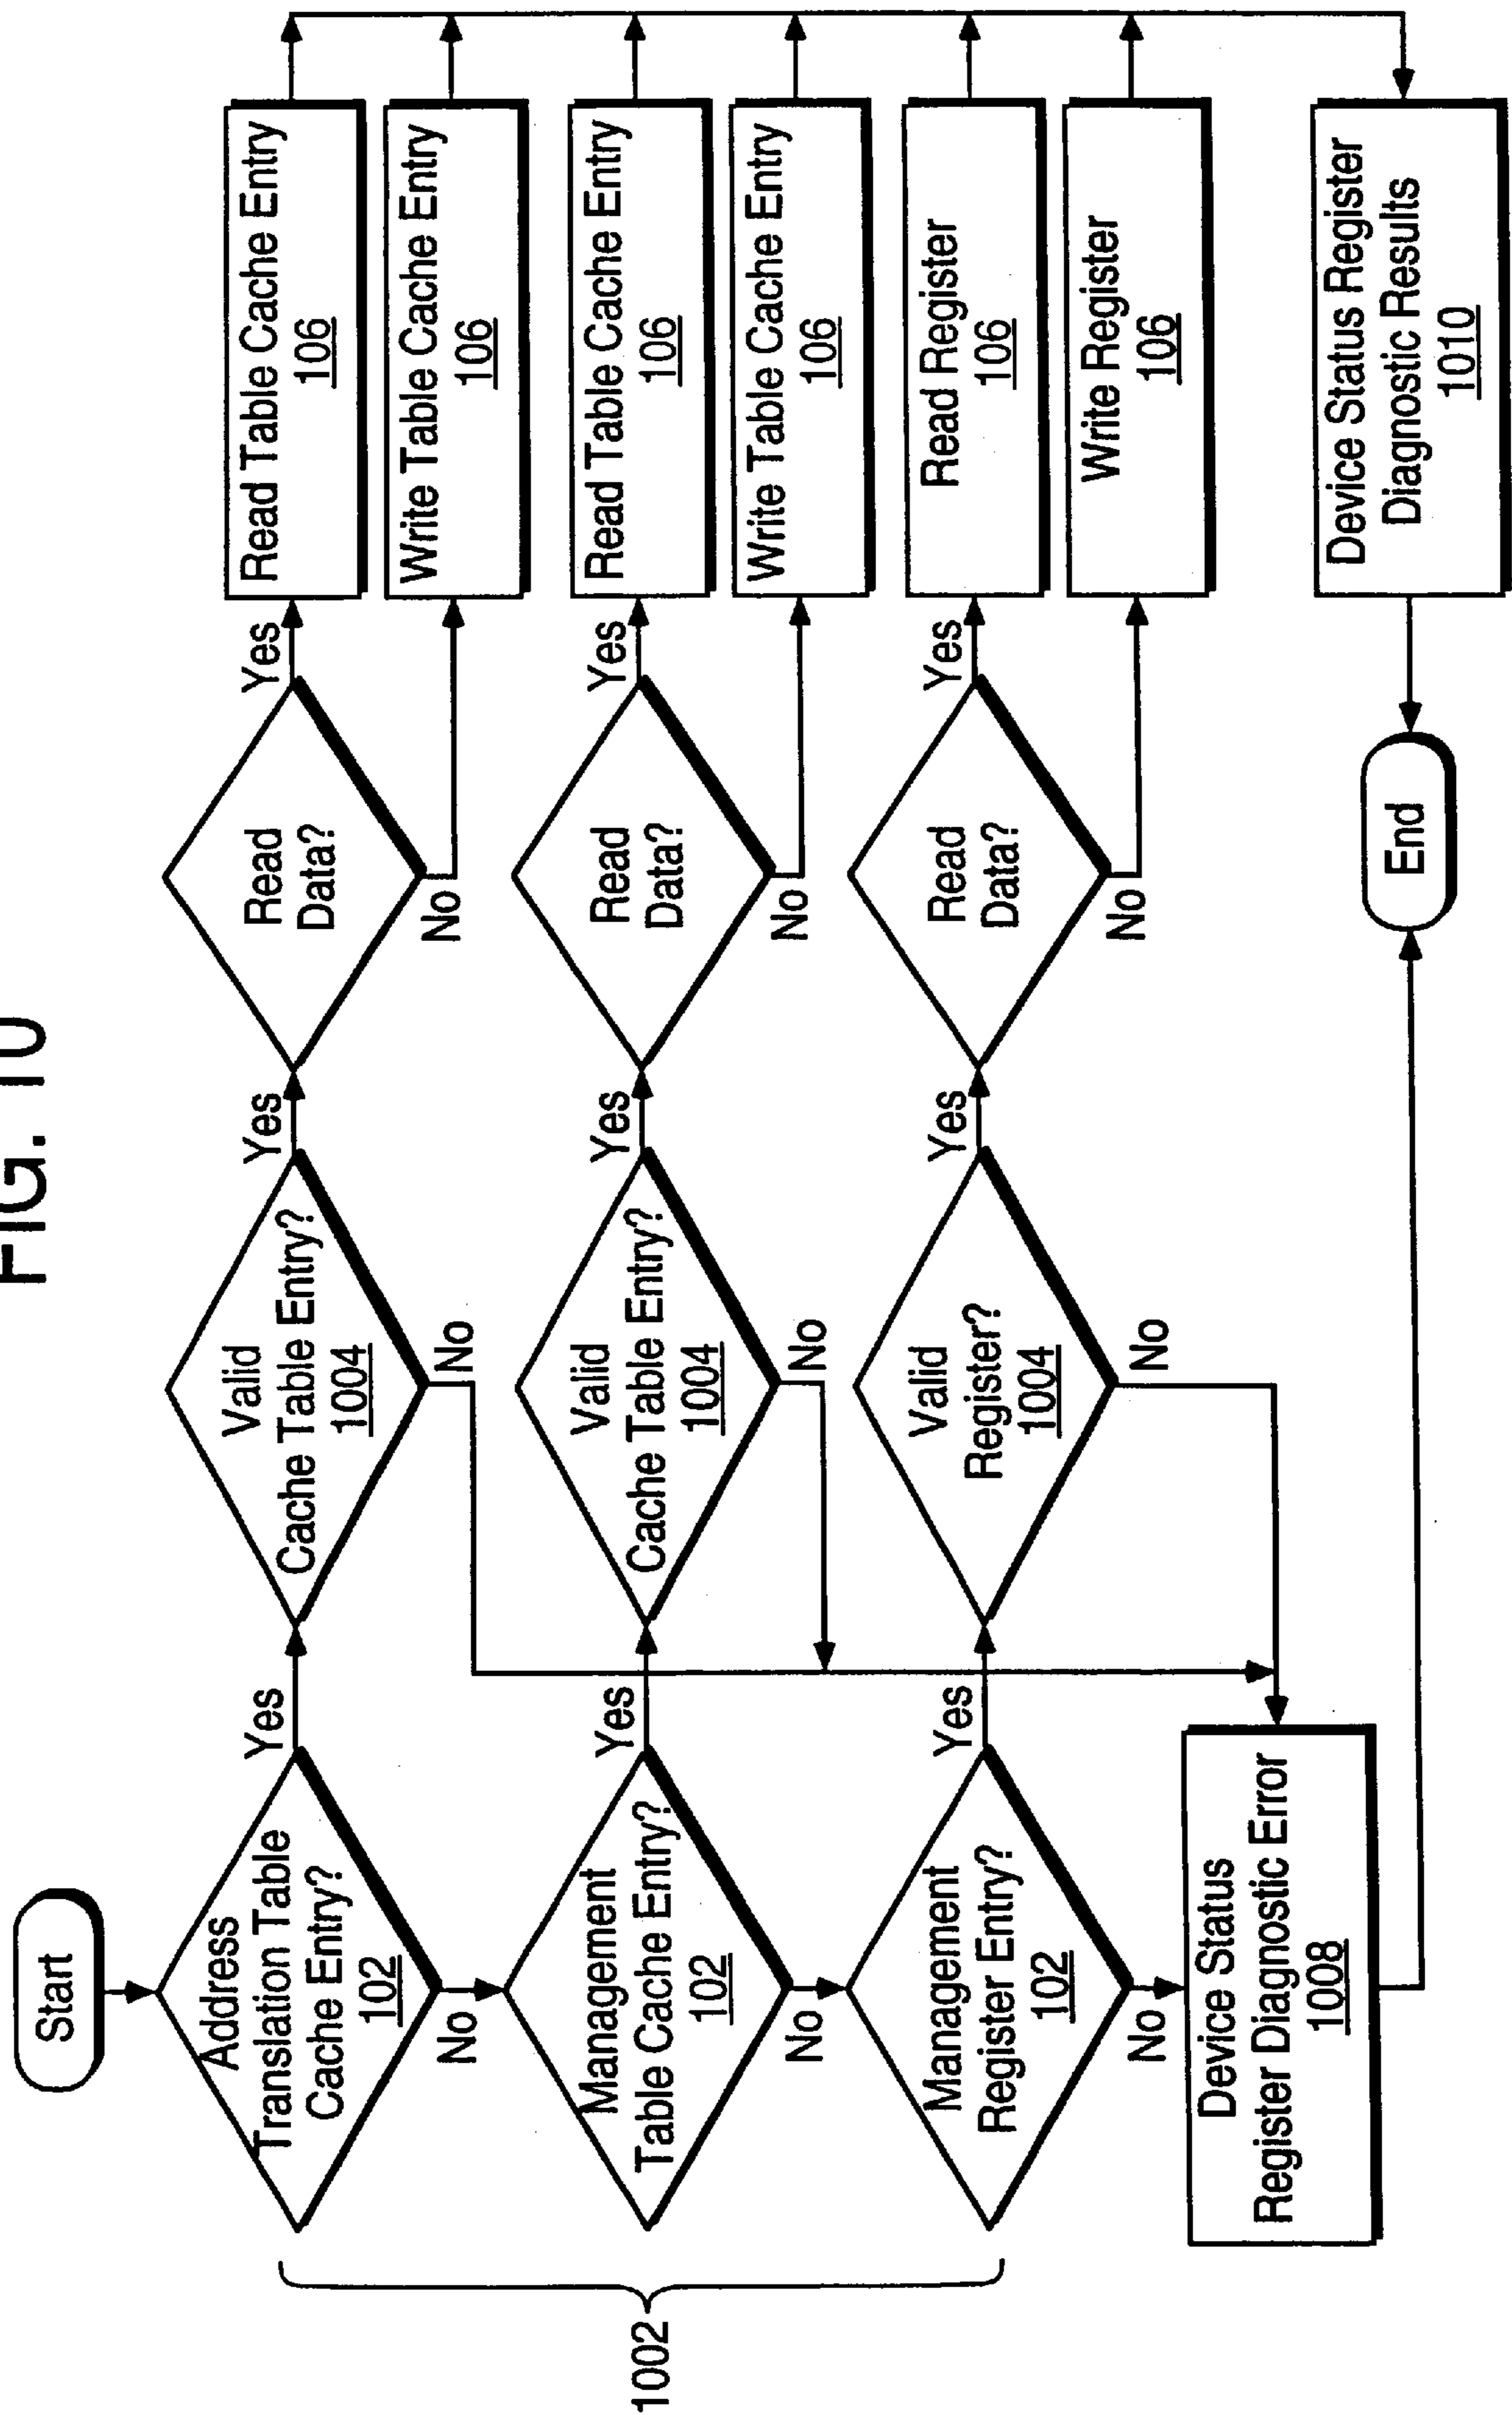 FIG. 10
Start
Address
Translation Table
Cache Entry?
102
Yes
No
Valid
Cache Table Entry?
1004
Yes
No
Read
Data?
Yes
No
Read Table Cache Entry
106
Write Table Cache Entry
106
Management
Table Cache Entry?
102
Yes
No
Valid
Cache Table Entry?
1004
Yes
No
Read
Data?
Yes
No
Read Table Cache Entry
106
Write Table Cache Entry
106
Management
Register Entry?
102
Yes
No
Valid
Register?
1004
Yes
No
Read
Data?
Yes
No
Read Register
106
Write Register
106
1002
Device Status
Register Diagnostic Error
1008
End
Device Status Register
Diagnostic Results
1010